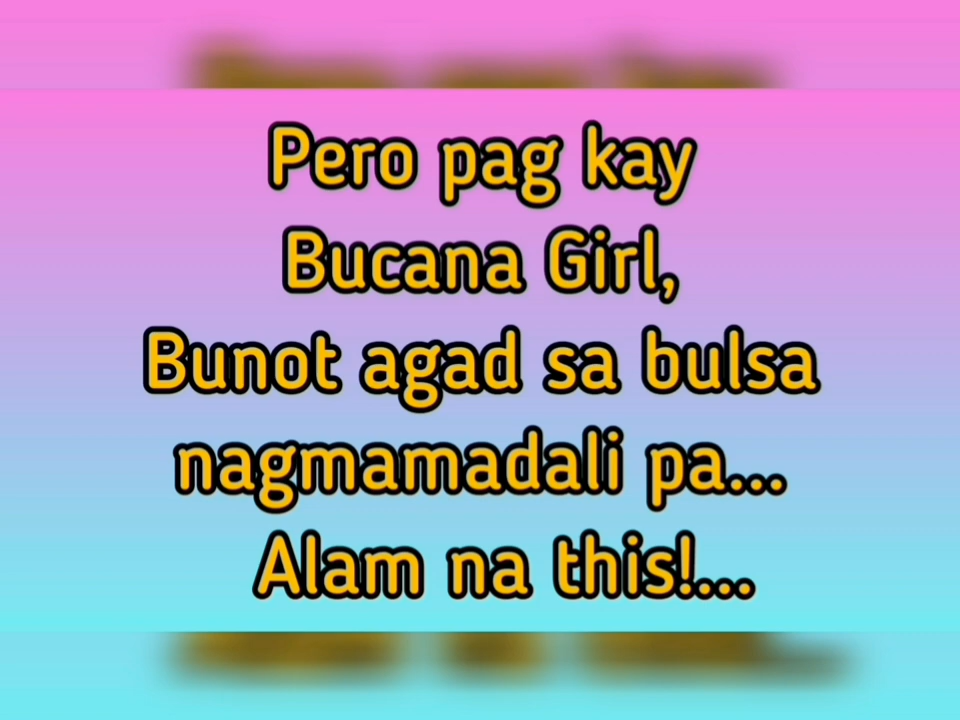 Pero pag kay
Bucana Girl,
Bunot agad sa bulsa
nagmamadali pa...
Alam na this!...